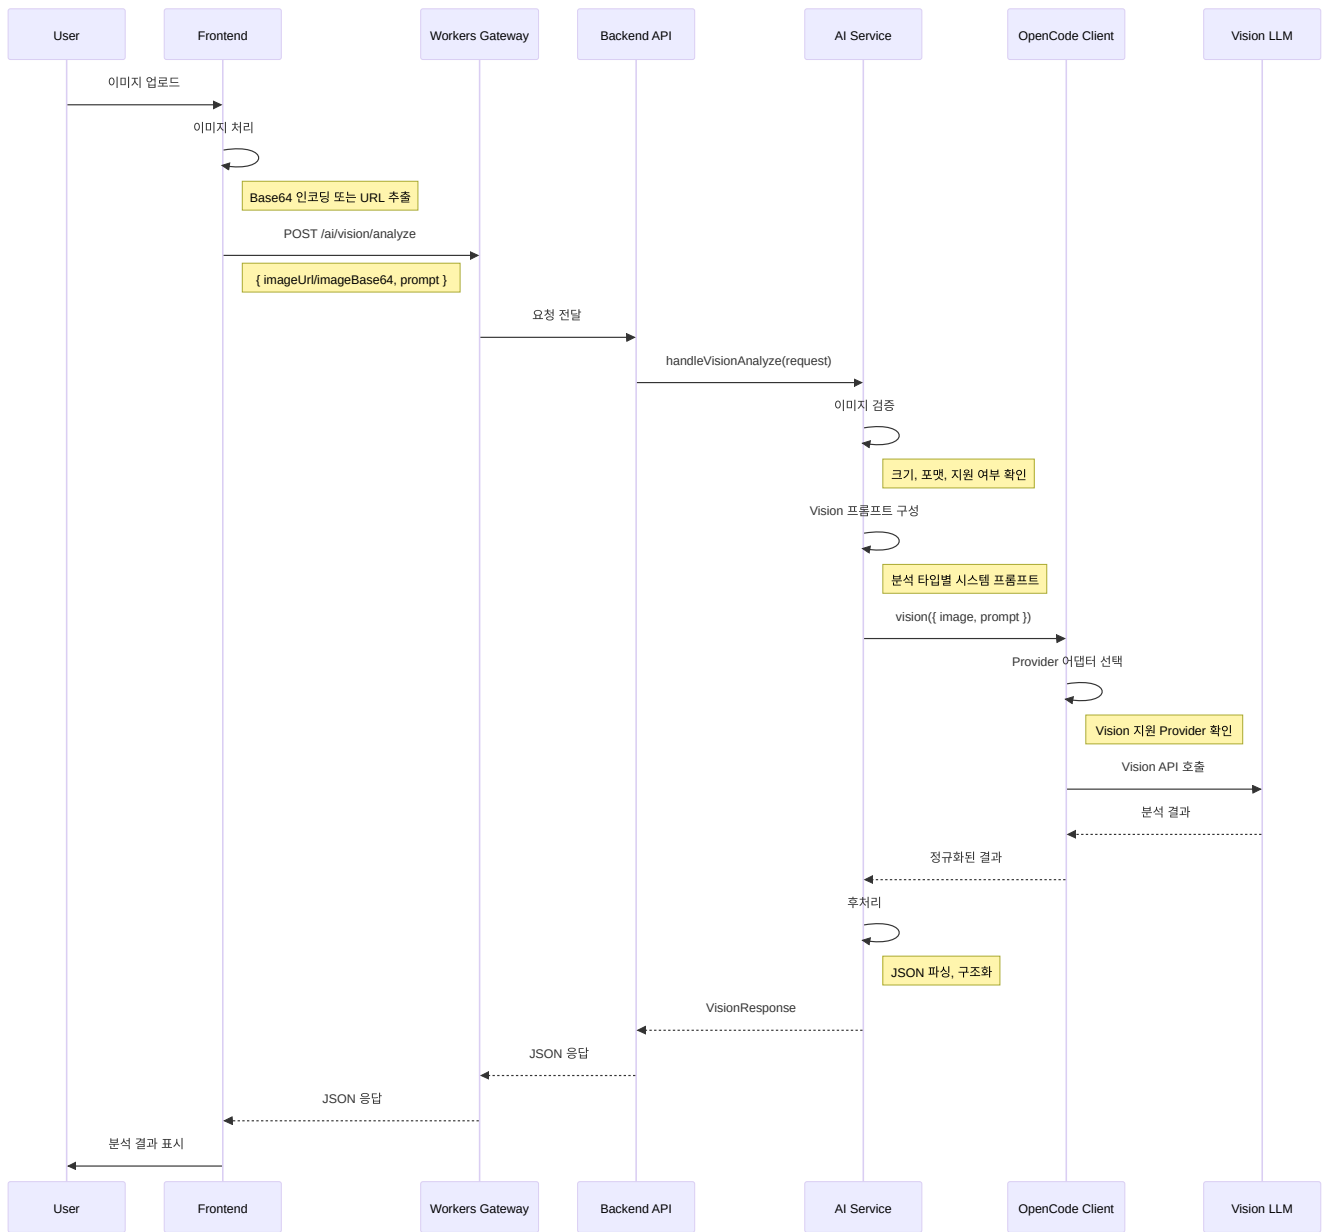 User
Frontend
Workers Gateway
Backend API
AI Service
OpenCode Client
Vision LLM
이미지 업로드
이미지 처리
Base64 인코딩 또는 URL 추출
POST /ai/vision/analyze
{ imageUrl/imageBase64, prompt }
요청 전달
handleVisionAnalyze(request)
이미지 검증
크기, 포맷, 지원 여부 확인
Vision 프롬프트 구성
분석 타입별 시스템 프롬프트
vision({ image, prompt })
Provider 어댑터 선택
Vision 지원 Provider 확인
Vision API 호출
분석 결과
정규화된 결과
후처리
JSON 파싱, 구조화
VisionResponse
JSON 응답
JSON 응답
분석 결과 표시
User
Frontend
Workers Gateway
Backend API
AI Service
OpenCode Client
Vision LLM